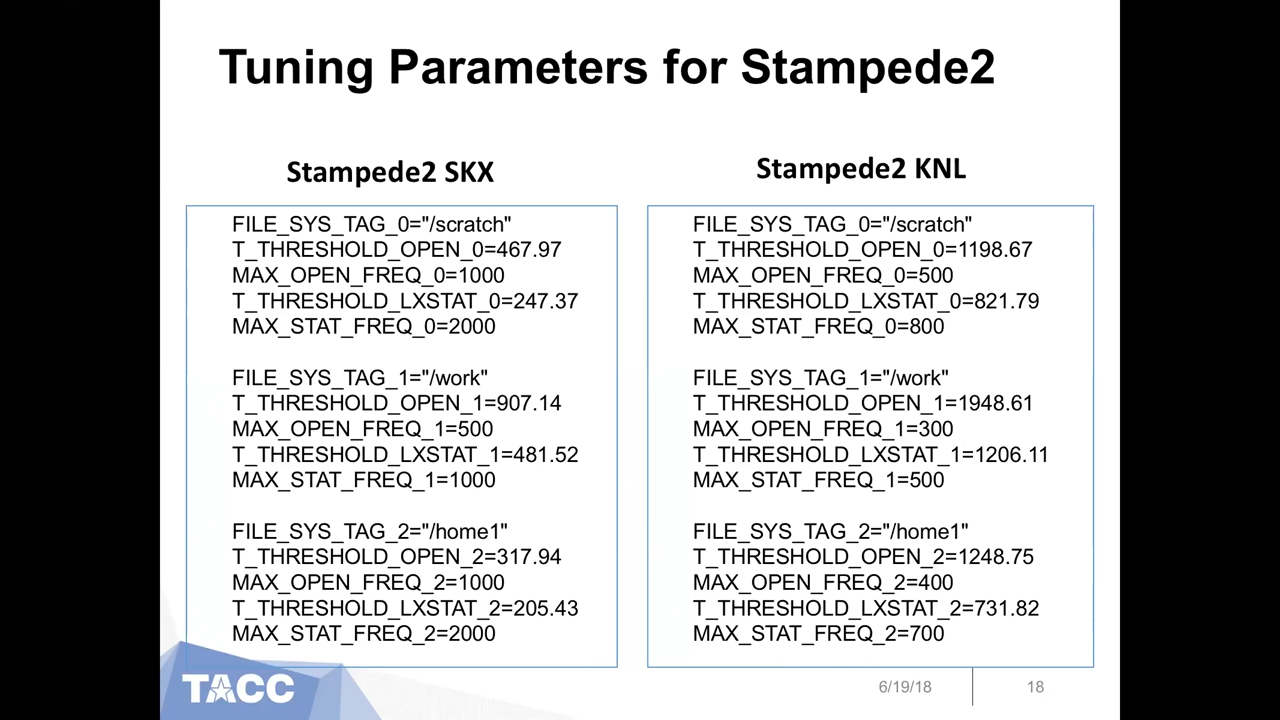 Tuning Parameters for Stampede2
Stampede2 SKX
FILE_SYS_TAG_0="/scratch"
T_THRESHOLD_OPEN_0=467.97
MAX_OPEN_FREQ_0=1000
T_THRESHOLD_LXSTAT_0=247.37
MAX_STAT_FREQ_0=2000
FILE_SYS_TAG_1="/work"
T_THRESHOLD_OPEN_1=907.14
MAX_OPEN_FREQ_1=500
T_THRESHOLD_LXSTAT_1=481.52
MAX_STAT_FREQ_1=1000
FILE_SYS_TAG_2="/home1"
T_THRESHOLD_OPEN_2=317.94
MAX_OPEN_FREQ_2=1000
T_THRESHOLD_LXSTAT_2=205.43
MAX_STAT_FREQ_2=2000
Stampede2 KNL
FILE_SYS_TAG_0="/scratch"
T_THRESHOLD_OPEN_0=1198.67
MAX_OPEN_FREQ_0=500
T_THRESHOLD_LXSTAT_0=821.79
MAX_STAT_FREQ_0=800
FILE_SYS_TAG_1="/work"
T_THRESHOLD_OPEN_1=1948.61
MAX_OPEN_FREQ_1=300
T_THRESHOLD_LXSTAT_1=1206.11
MAX_STAT_FREQ_1=500
FILE_SYS_TAG_2="/home1"
T_THRESHOLD_OPEN_2=1248.75
MAX_OPEN_FREQ_2=400
T_THRESHOLD_LXSTAT_2=731.82
MAX_STAT_FREQ_2=700
TACC
6/19/18
18